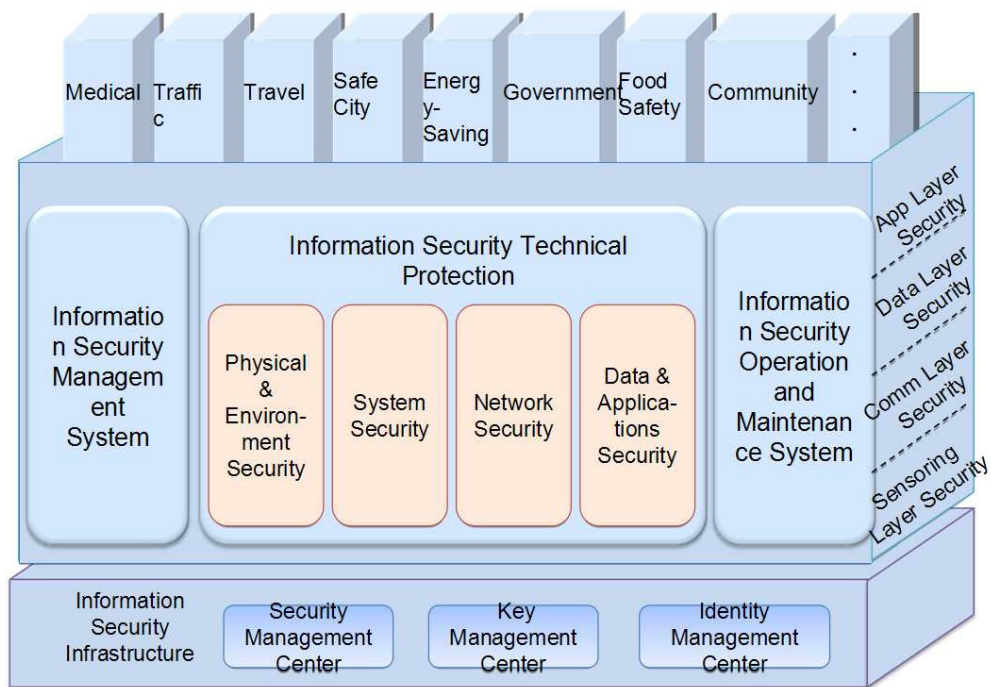 Medical
Traffi
c
Travel
Safe
City
Energ
y-
Saving
Government
Food
Safety
Community
.
.
.
Informatio
n Security
Managem
ent
System
Information Security Technical
Protection
Physical
&
Environ-
ment
Security
System
Security
Network
Security
Data &
Applica-
tions
Security
Informatio
n Security
Operation
and
Maintenan
ce System
App Layer
Security
Data Layer
Security
Comm Layer
Security
Sensoring
Layer Security
Information
Security
Infrastructure
Security
Management
Center
Key
Management
Center
Identity
Management
Center